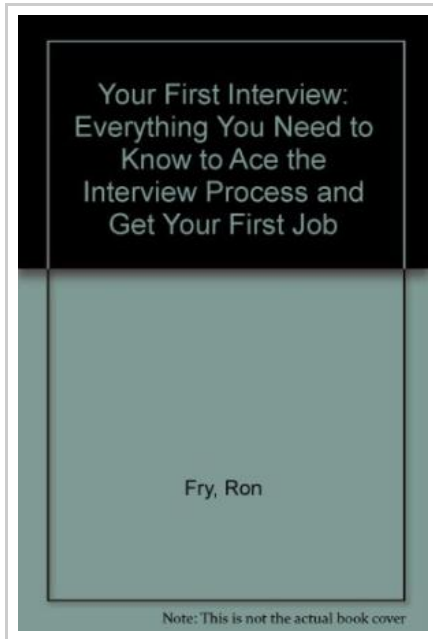 Your First Interview:
Everything You Need to
Know to Ace the
Interview Process and
Get Your First Job
Fry, Ron
Note: This is not the actual book cover